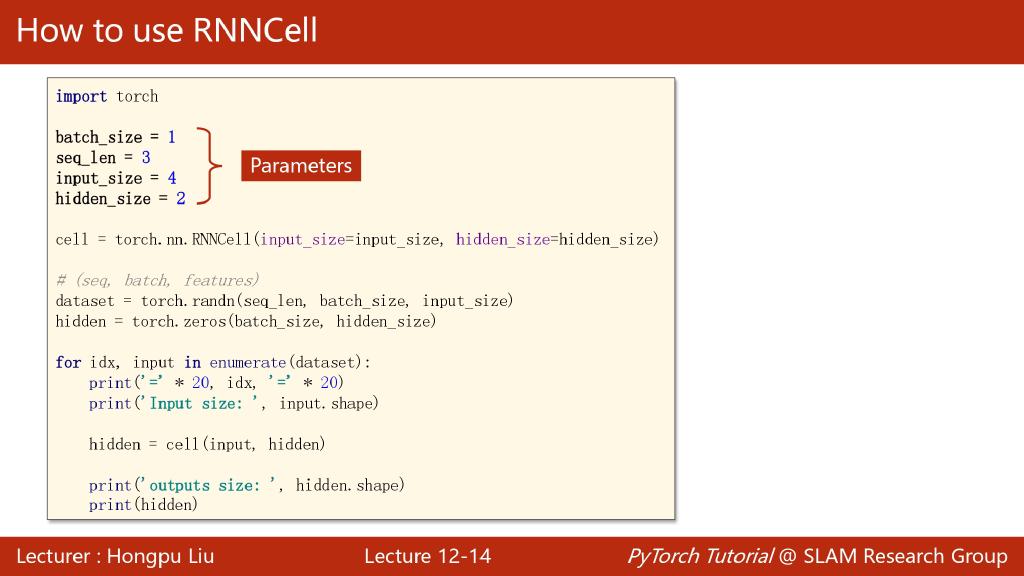 How to use RNNCell
import torch
batch_size = 1
seq_len = 3
input_size = 4
hidden_size = 2
Parameters
cell = torch.nn.RNNCell(input_size=input_size, hidden_size=hidden_size)
# (seq, batch, features)
dataset = torch.randn(seq_len, batch_size, input_size)
hidden = torch.zeros(batch_size, hidden_size)
for idx, input in enumerate(dataset):
    print('=' * 20, idx, '=' * 20)
    print('Input size: ', input.shape)
    hidden = cell(input, hidden)
    print('outputs size: ', hidden.shape)
    print(hidden)
Lecturer : Hongpu Liu
Lecture 12-14
PyTorch Tutorial @ SLAM Research Group